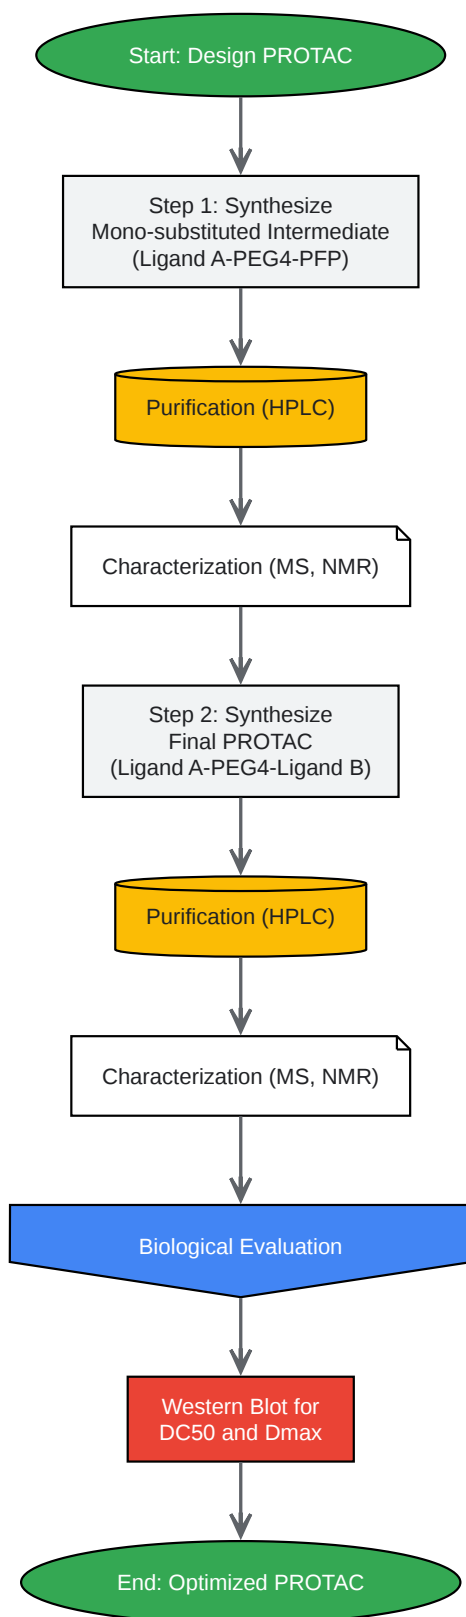 Start: Design PROTAC
Step 1: Synthesize
Mono-substituted Intermediate
(Ligand A-PEG4-PFP)
Purification (HPLC)
Characterization (MS, NMR)
Step 2: Synthesize
Final PROTAC
(Ligand A-PEG4-Ligand B)
Purification (HPLC)
Characterization (MS, NMR)
Biological Evaluation
Western Blot for
DC50 and Dmax
End: Optimized PROTAC